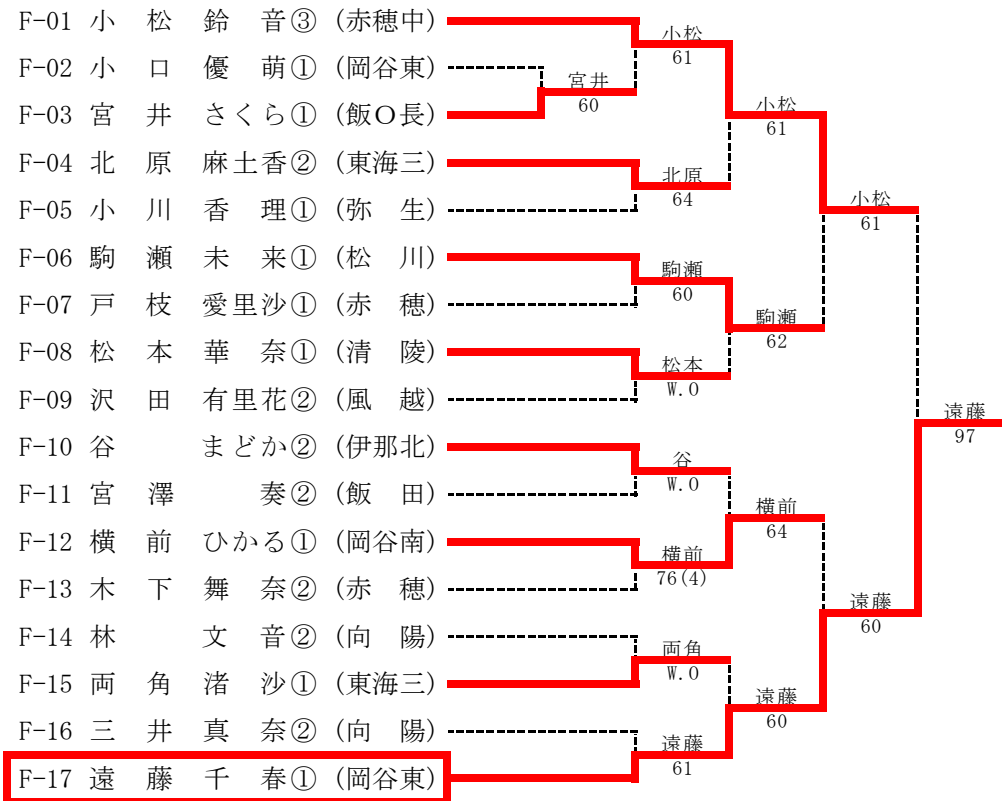 F-01 小 松 鈴 音③ (赤穂中)
F-02 小 口 優 萌① (岡谷東)
F-03 宮 井 さくら① (飯O長)
F-04 北 原 麻土香② (東海三)
F-05 小 川 香 理① (弥 生)
F-06 駒 瀬 未 来① (松 川)
F-07 戸 枝 愛里沙① (赤 穂)
F-08 松 本 華 奈① (清 陵)
F-09 沢 田 有里花② (風 越)
F-10 谷 まどか② (伊那北)
F-11 宮 澤 奏② (飯 田)
F-12 横 前 ひかる① (岡谷南)
F-13 木 下 舞 奈② (赤 穂)
F-14 林 文 音② (向 陽)
F-15 両 角 渚 沙① (東海三)
F-16 三 井 真 奈② (向 陽)
F-17 遠 藤 千 春① (岡谷東)
宮井
60
小松
61
北原
64
駒瀬
60
松本
W.0
谷
W.0
横前
76(4)
両角
W.0
遠藤
61
小松
61
駒瀬
62
横前
64
遠藤
60
小松
61
遠藤
60
遠藤
97